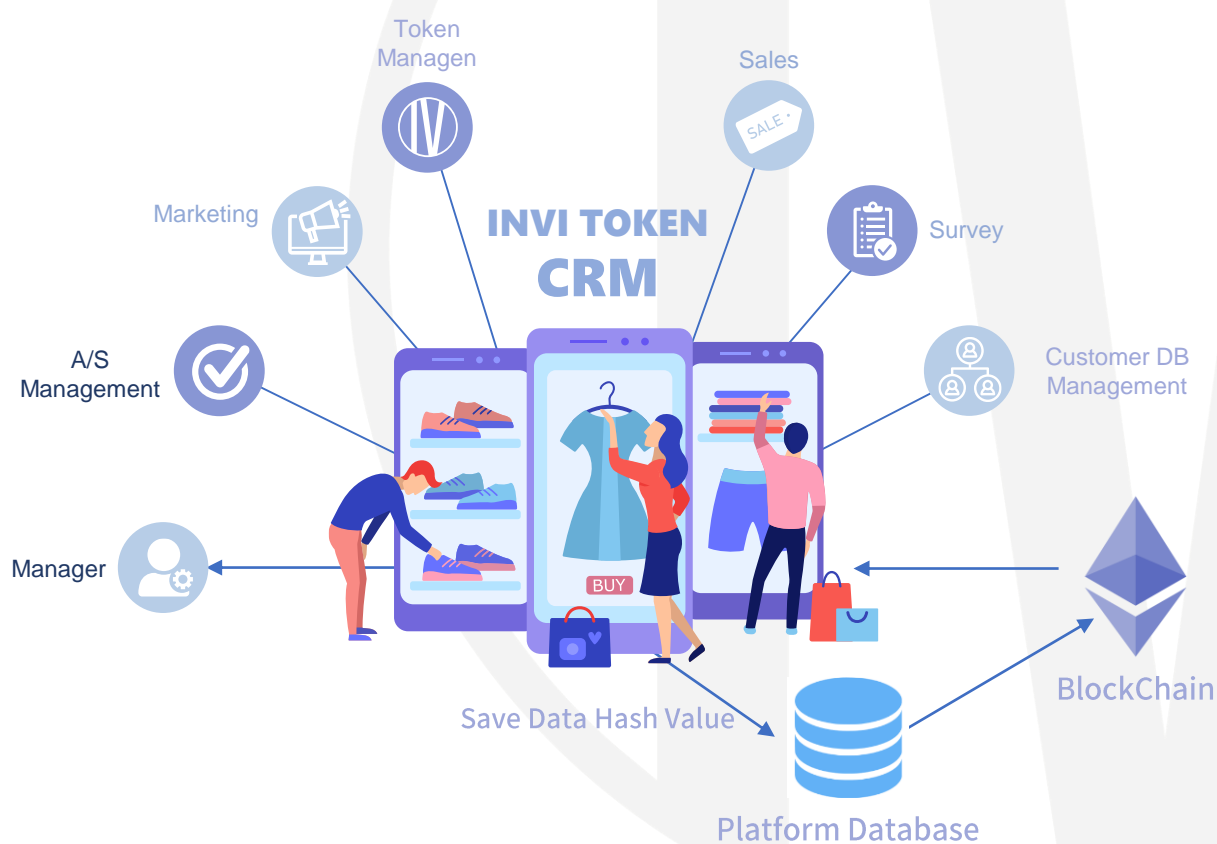 Token
Managen
Sales
SALE
Marketing
INVI TOKEN
CRM
Survey
A/S
Management
Customer DB
Management
Manager
BUY
BlockChain
Save Data Hash Value
Platform Database